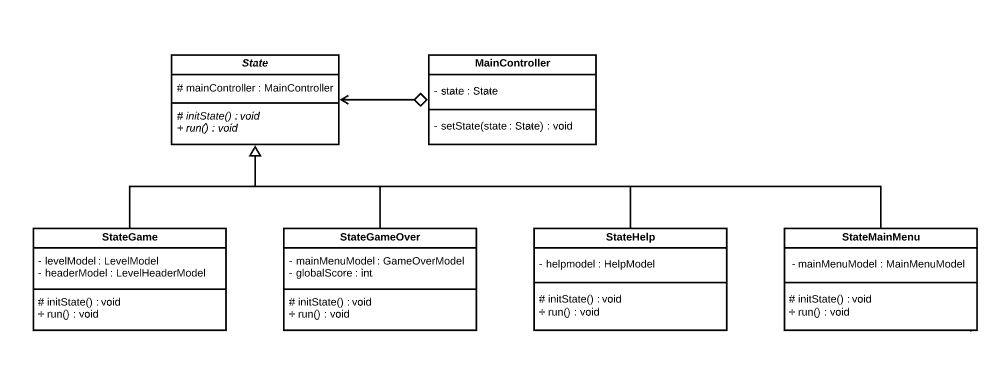 State
# mainController : MainController
# initState() : void
+ run() : void
MainController
- state : State
- setState(state : State) : void
StateGame
- levelModel : LevelModel
- headerModel : LevelHeaderModel
# initState() : void
+ run() : void
StateGameOver
- mainMenuModel : GameOverModel
- globalScore : int
# initState() : void
+ run() : void
StateHelp
- helpmodel : HelpModel
# initState() : void
+ run() : void
StateMainMenu
- mainMenuModel : MainMenuModel
# initState() : void
+ run() : void